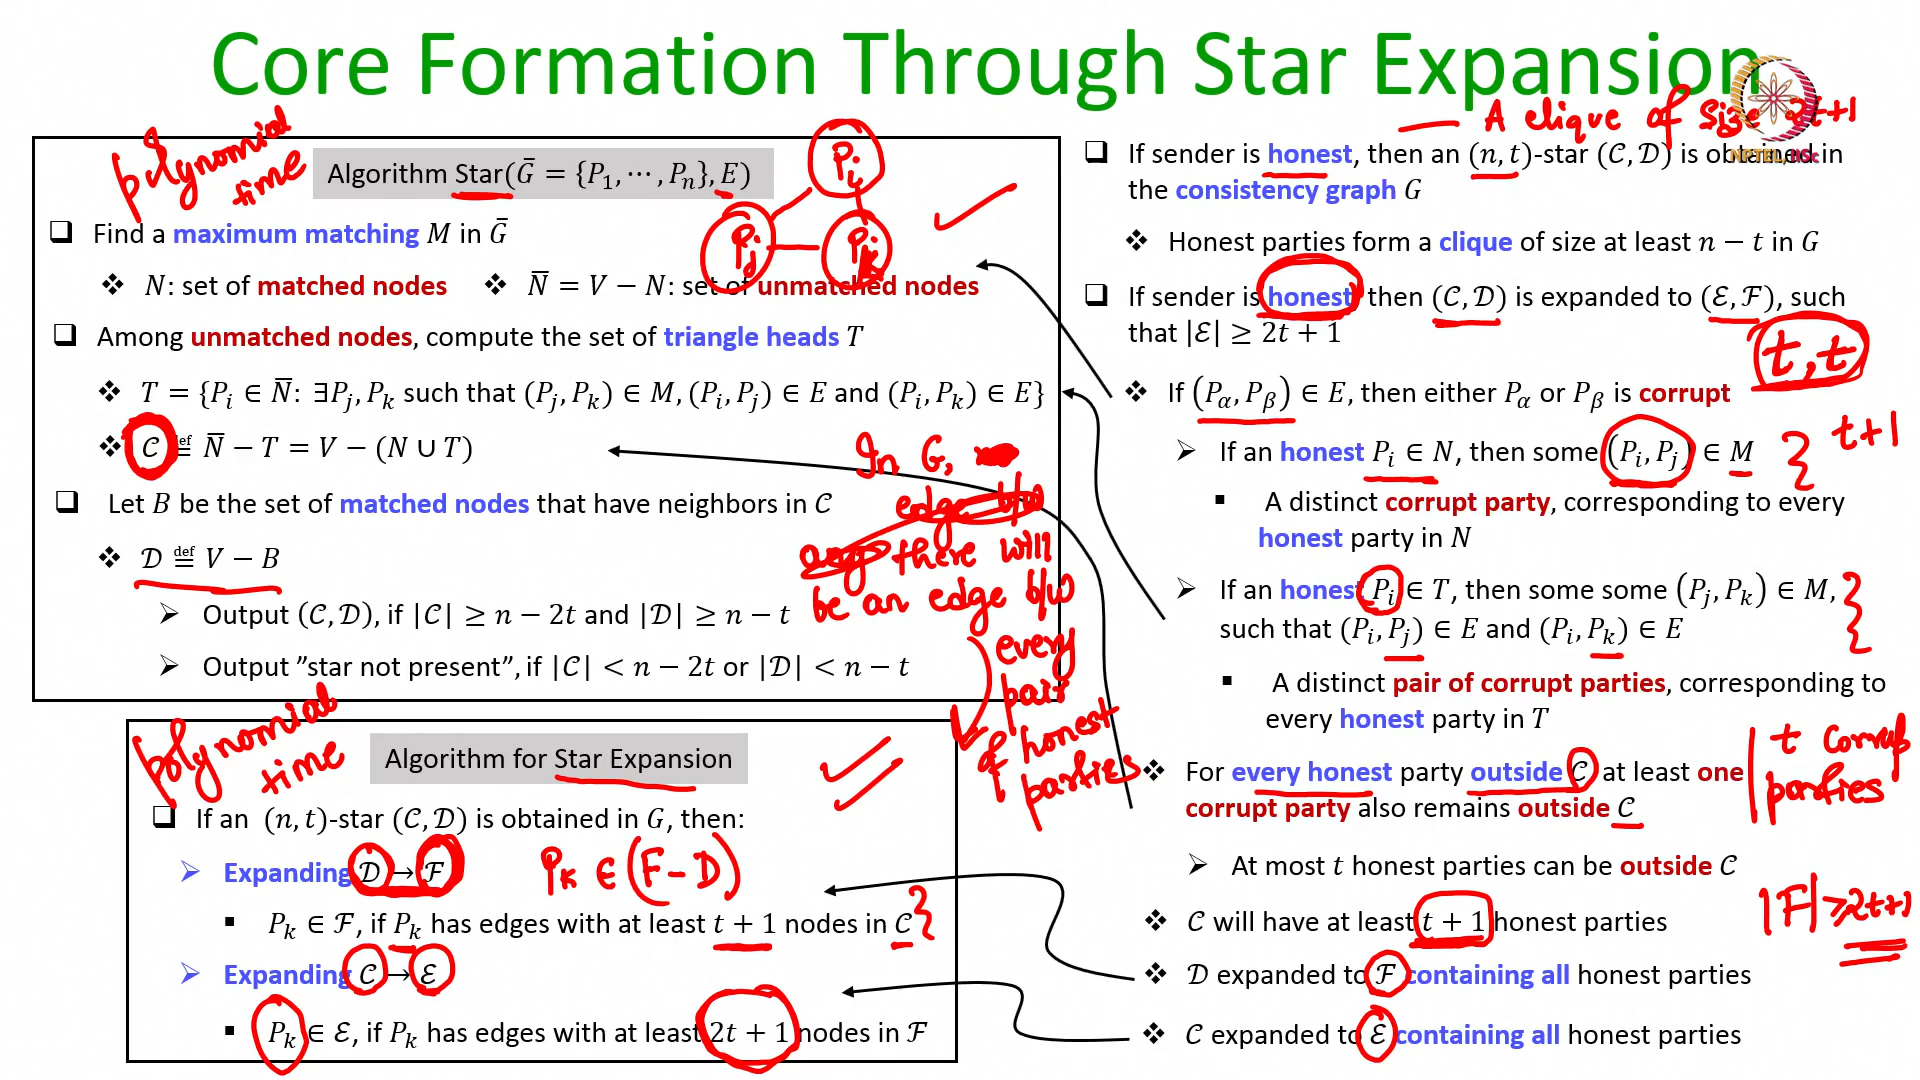 Core Formation Through Star Expansion
— A clique of size 2t+1
NPTEL, IISc
polynomial time
Algorithm Star(Ḡ = {P₁, ⋯, Pₙ}, E)
Pᵢ
Pⱼ
Pₖ
❑ Find a maximum matching M in Ḡ
❖ N: set of matched nodes ❖ N̄ = V − N: set of unmatched nodes
❑ Among unmatched nodes, compute the set of triangle heads T
❖ T = {Pᵢ ∈ N̄: ∃Pⱼ, Pₖ such that (Pⱼ, Pₖ) ∈ M, (Pᵢ, Pⱼ) ∈ E and (Pᵢ, Pₖ) ∈ E}
❖ 𝒞 ≝ N̄ − T = V − (N ∪ T)
❑ Let B be the set of matched nodes that have neighbors in 𝒞
❖ 𝒟 ≝ V − B
➢ Output (𝒞, 𝒟), if |𝒞| ≥ n − 2t and |𝒟| ≥ n − t
➢ Output ”star not present”, if |𝒞| < n − 2t or |𝒟| < n − t
In G,
edge b/w
any there will
be an edge b/w
every
pair
of honest
parties
polynomial time
Algorithm for Star Expansion
❑ If an (n, t)-star (𝒞, 𝒟) is obtained in G, then:
➢ Expanding 𝒟 → ℱ
Pₖ ∈ (F − D)
▪ Pₖ ∈ ℱ, if Pₖ has edges with at least t + 1 nodes in 𝒞 }
➢ Expanding 𝒞 → ℰ
▪ Pₖ ∈ ℰ, if Pₖ has edges with at least 2t + 1 nodes in ℱ
❑ If sender is honest, then an (n, t)-star (𝒞, 𝒟) is obtained in
the consistency graph G
❖ Honest parties form a clique of size at least n − t in G
❑ If sender is honest then (𝒞, 𝒟) is expanded to (ℰ, ℱ), such
that |ℰ| ≥ 2t + 1
t, t
❖ If (P_α, P_β) ∈ E, then either P_α or P_β is corrupt
➢ If an honest Pᵢ ∈ N, then some (Pᵢ, Pⱼ) ∈ M } t+1
▪ A distinct corrupt party, corresponding to every
honest party in N
➢ If an honest Pᵢ ∈ T, then some some (Pⱼ, Pₖ) ∈ M, }
such that (Pᵢ, Pⱼ) ∈ E and (Pᵢ, Pₖ) ∈ E
▪ A distinct pair of corrupt parties, corresponding to
every honest party in T
❖ For every honest party outside 𝒞 at least one
corrupt party also remains outside 𝒞
t corrupt
parties
➢ At most t honest parties can be outside 𝒞
❖ 𝒞 will have at least t + 1 honest parties
|F| ≥ 2t+1
❖ 𝒟 expanded to ℱ containing all honest parties
❖ 𝒞 expanded to ℰ containing all honest parties